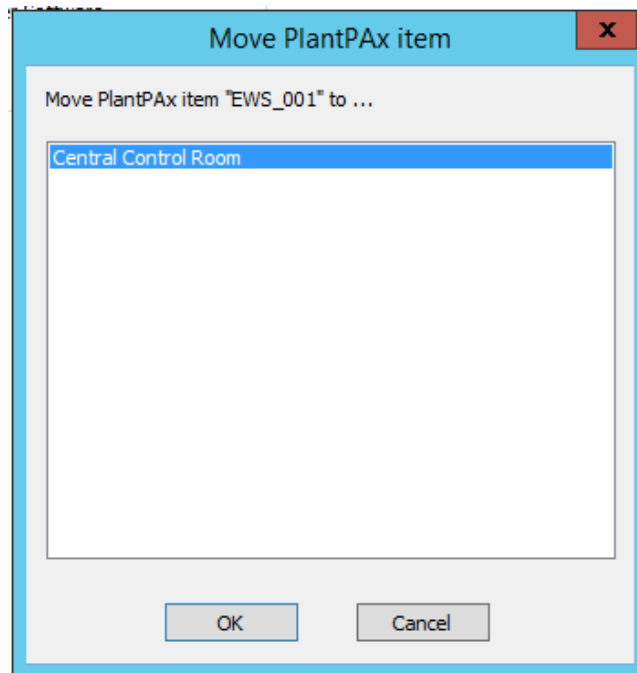 Move PlantPAx item
X
Move PlantPAx item "EWS_001" to ...
Central Control Room
OK
Cancel